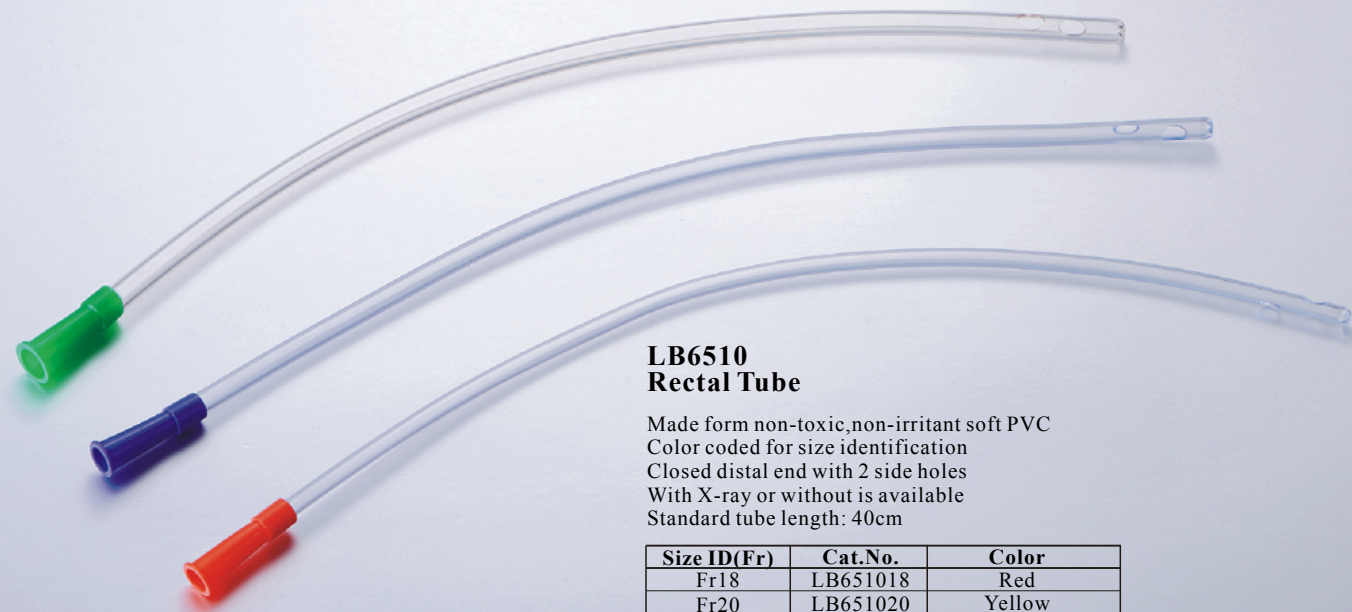 LB6510
Rectal Tube
Made form non-toxic,non-irritant soft PVC
Color coded for size identification
Closed distal end with 2 side holes
With X-ray or without is available
Standard tube length: 40cm
Size ID(Fr) Cat.No. Color
Fr18 LB651018 Red
Fr20 LB651020 Yellow